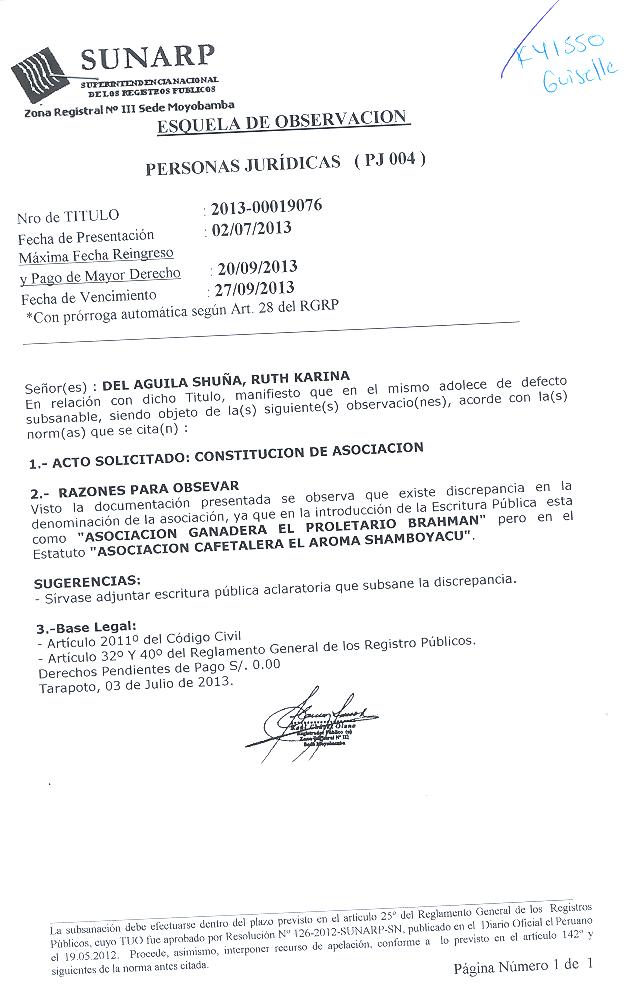 K41550
Guiselle
SUNARP
SUPERINTENDENCIA NACIONAL
DE LOS REGISTROS PUBLICOS
Zona Registral Nº III Sede Moyobamba
ESQUELA DE OBSERVACION
PERSONAS JURÍDICAS ( PJ 004 )
Nro de TITULO : 2013-00019076
Fecha de Presentación : 02/07/2013
Máxima Fecha Reingreso
y Pago de Mayor Derecho : 20/09/2013
Fecha de Vencimiento : 27/09/2013
*Con prórroga automática según Art. 28 del RGRP
Señor(es) : DEL AGUILA SHUÑA, RUTH KARINA
En relación con dicho Titulo, manifiesto que en el mismo adolece de defecto
subsanable, siendo objeto de la(s) siguiente(s) observacio(nes), acorde con la(s)
norm(as) que se cita(n) :
1.- ACTO SOLICITADO: CONSTITUCION DE ASOCIACION
2.- RAZONES PARA OBSEVAR
Visto la documentación presentada se observa que existe discrepancia en la
denominación de la asociación, ya que en la introducción de la Escritura Pública esta
como "ASOCIACION GANADERA EL PROLETARIO BRAHMAN" pero en el
Estatuto "ASOCIACION CAFETALERA EL AROMA SHAMBOYACU".
SUGERENCIAS:
- Sírvase adjuntar escritura pública aclaratoria que subsane la discrepancia.
3.-Base Legal:
- Artículo 2011º del Código Civil
- Artículo 32º Y 40º del Reglamento General de los Registro Públicos.
Derechos Pendientes de Pago S/. 0.00
Tarapoto, 03 de Julio de 2013.
Registrador Público (e)
Zona Registral Nº III
Sede Moyobamba
La subsanación debe efectuarse dentro del plazo previsto en el artículo 25º del Reglamento General de los Registros
Públicos, cuyo TUO fue aprobado por Resolución Nº 126-2012-SUNARP-SN, publicado en el Diario Oficial el Peruano
el 19.05.2012. Procede, asimismo, interponer recurso de apelación, conforme a lo previsto en el artículo 142º y
siguientes de la norma antes citada.
Página Número 1 de 1